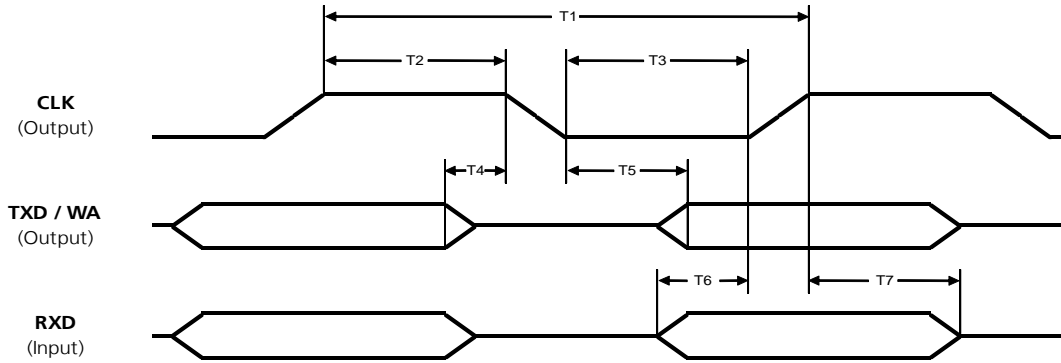 T1
T2
T3
CLK
(Output)
T4
T5
TXD / WA
(Output)
T6
T7
RXD
(Input)